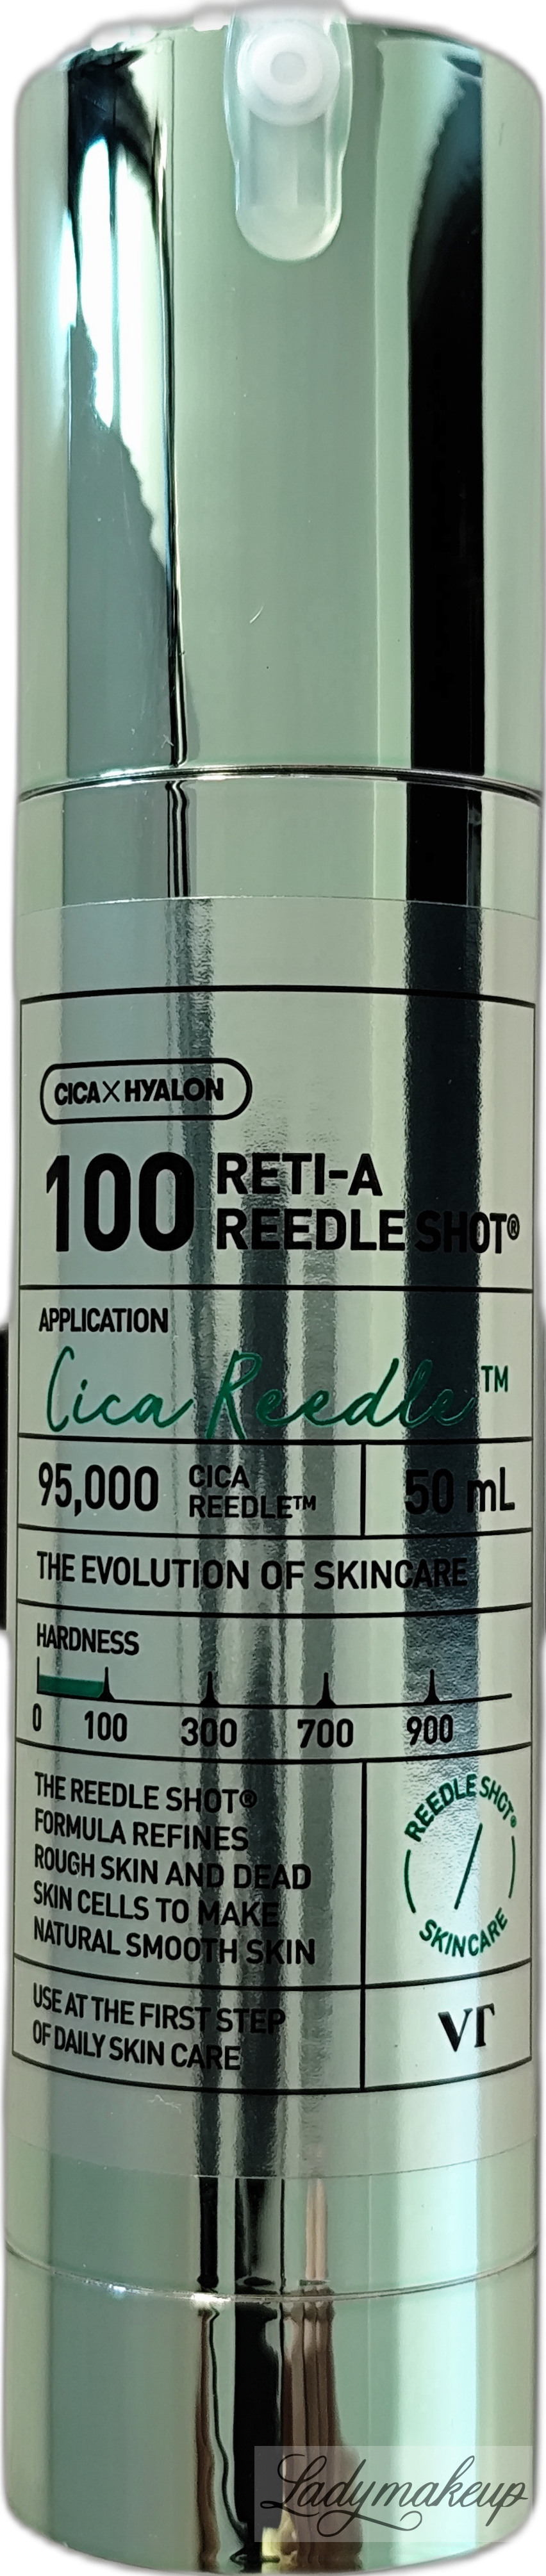 CICA X HYALON
100 RETI-A
REEDLE SHOT®
APPLICATION
Cica Reedle™
95,000 CICA
REEDLE™
50 mL
THE EVOLUTION OF SKINCARE
HARDNESS
0 100 300 700 900
THE REEDLE SHOT®
FORMULA REFINES
ROUGH SKIN AND DEAD
SKIN CELLS TO MAKE
NATURAL SMOOTH SKIN
REEDLE SHOT®
SKINCARE
USE AT THE FIRST STEP
OF DAILY SKIN CARE
VT
Ladymakeup